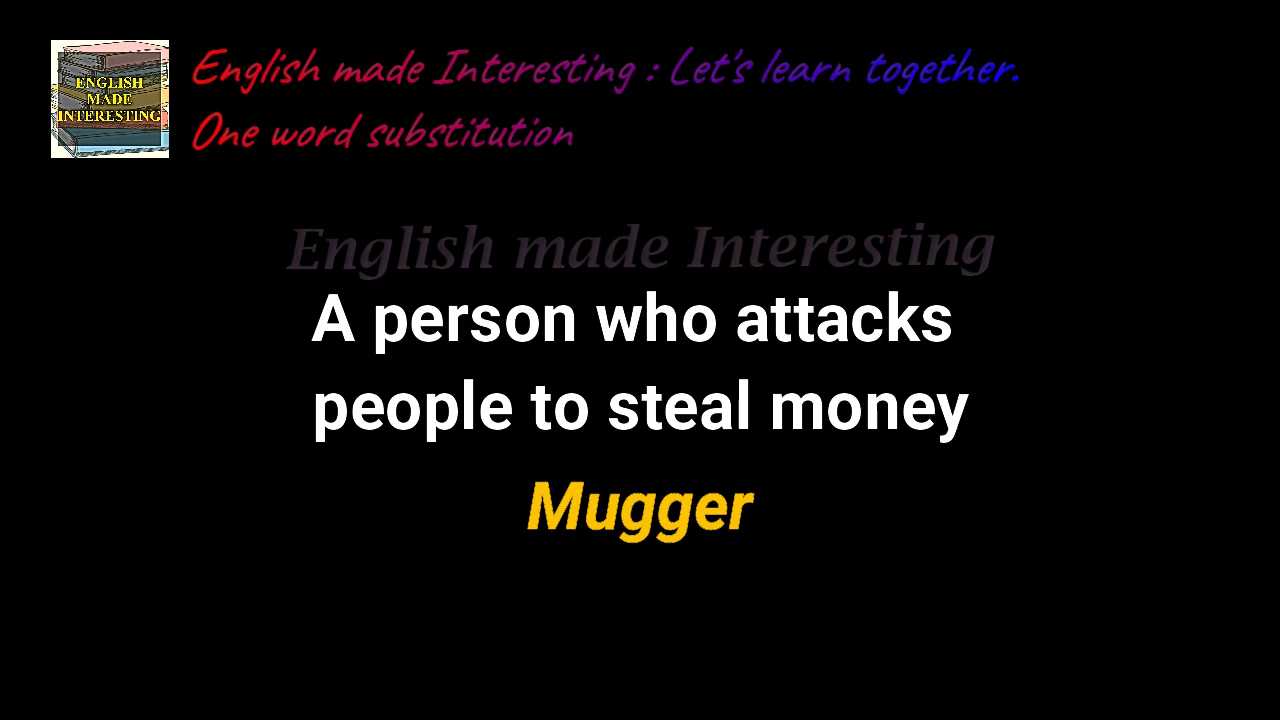 ENGLISH
MADE
INTERESTING
English made Interesting : Let's learn together.
One word substitution
English made Interesting
A person who attacks
people to steal money
Mugger